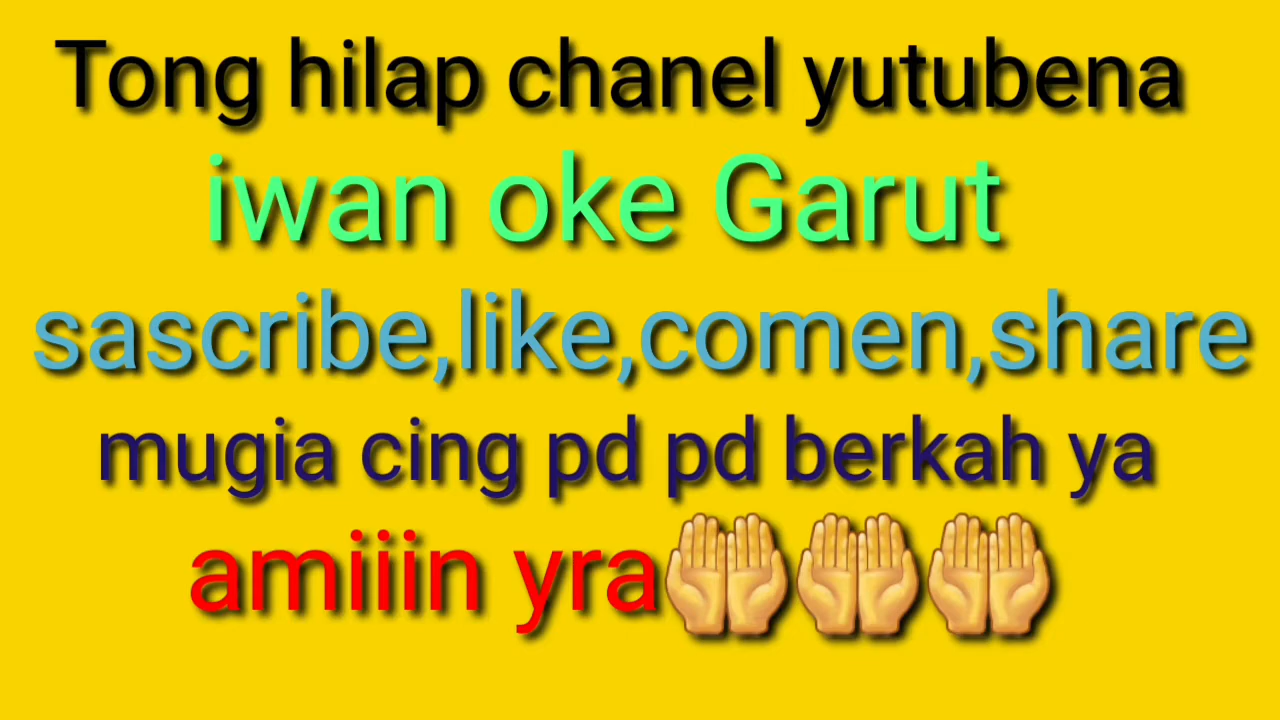 Tong hilap chanel yutubena
iwan oke Garut
sascribe,like,comen,share
mugia cing pd pd berkah ya
amiiin yra🤲🤲🤲